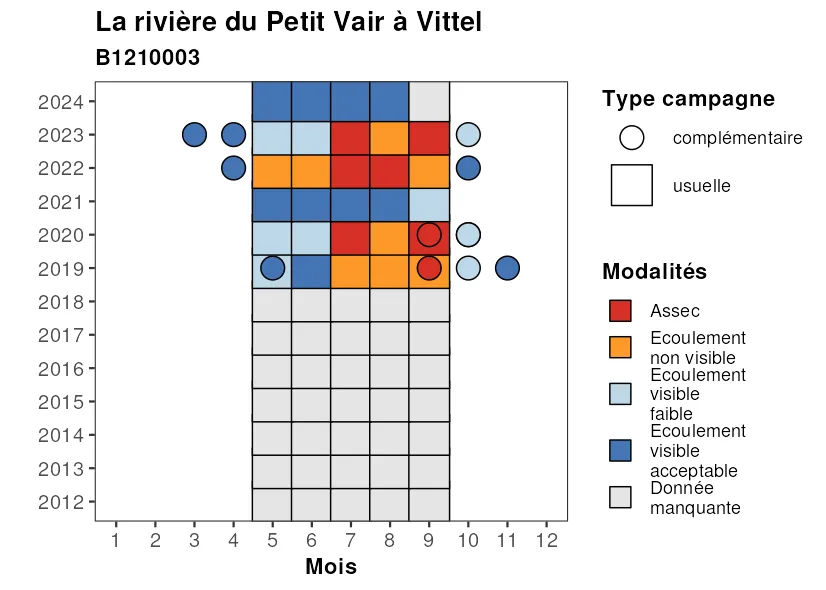 La rivière du Petit Vair à Vittel
B1210003
2024
2023
2022
2021
2020
2019
2018
2017
2016
2015
2014
2013
2012
1 2 3 4 5 6 7 8 9 10 11 12
Mois
Type campagne
complémentaire
usuelle
Modalités
Assec
Ecoulement
non visible
Ecoulement
visible
faible
Ecoulement
visible
acceptable
Donnée
manquante